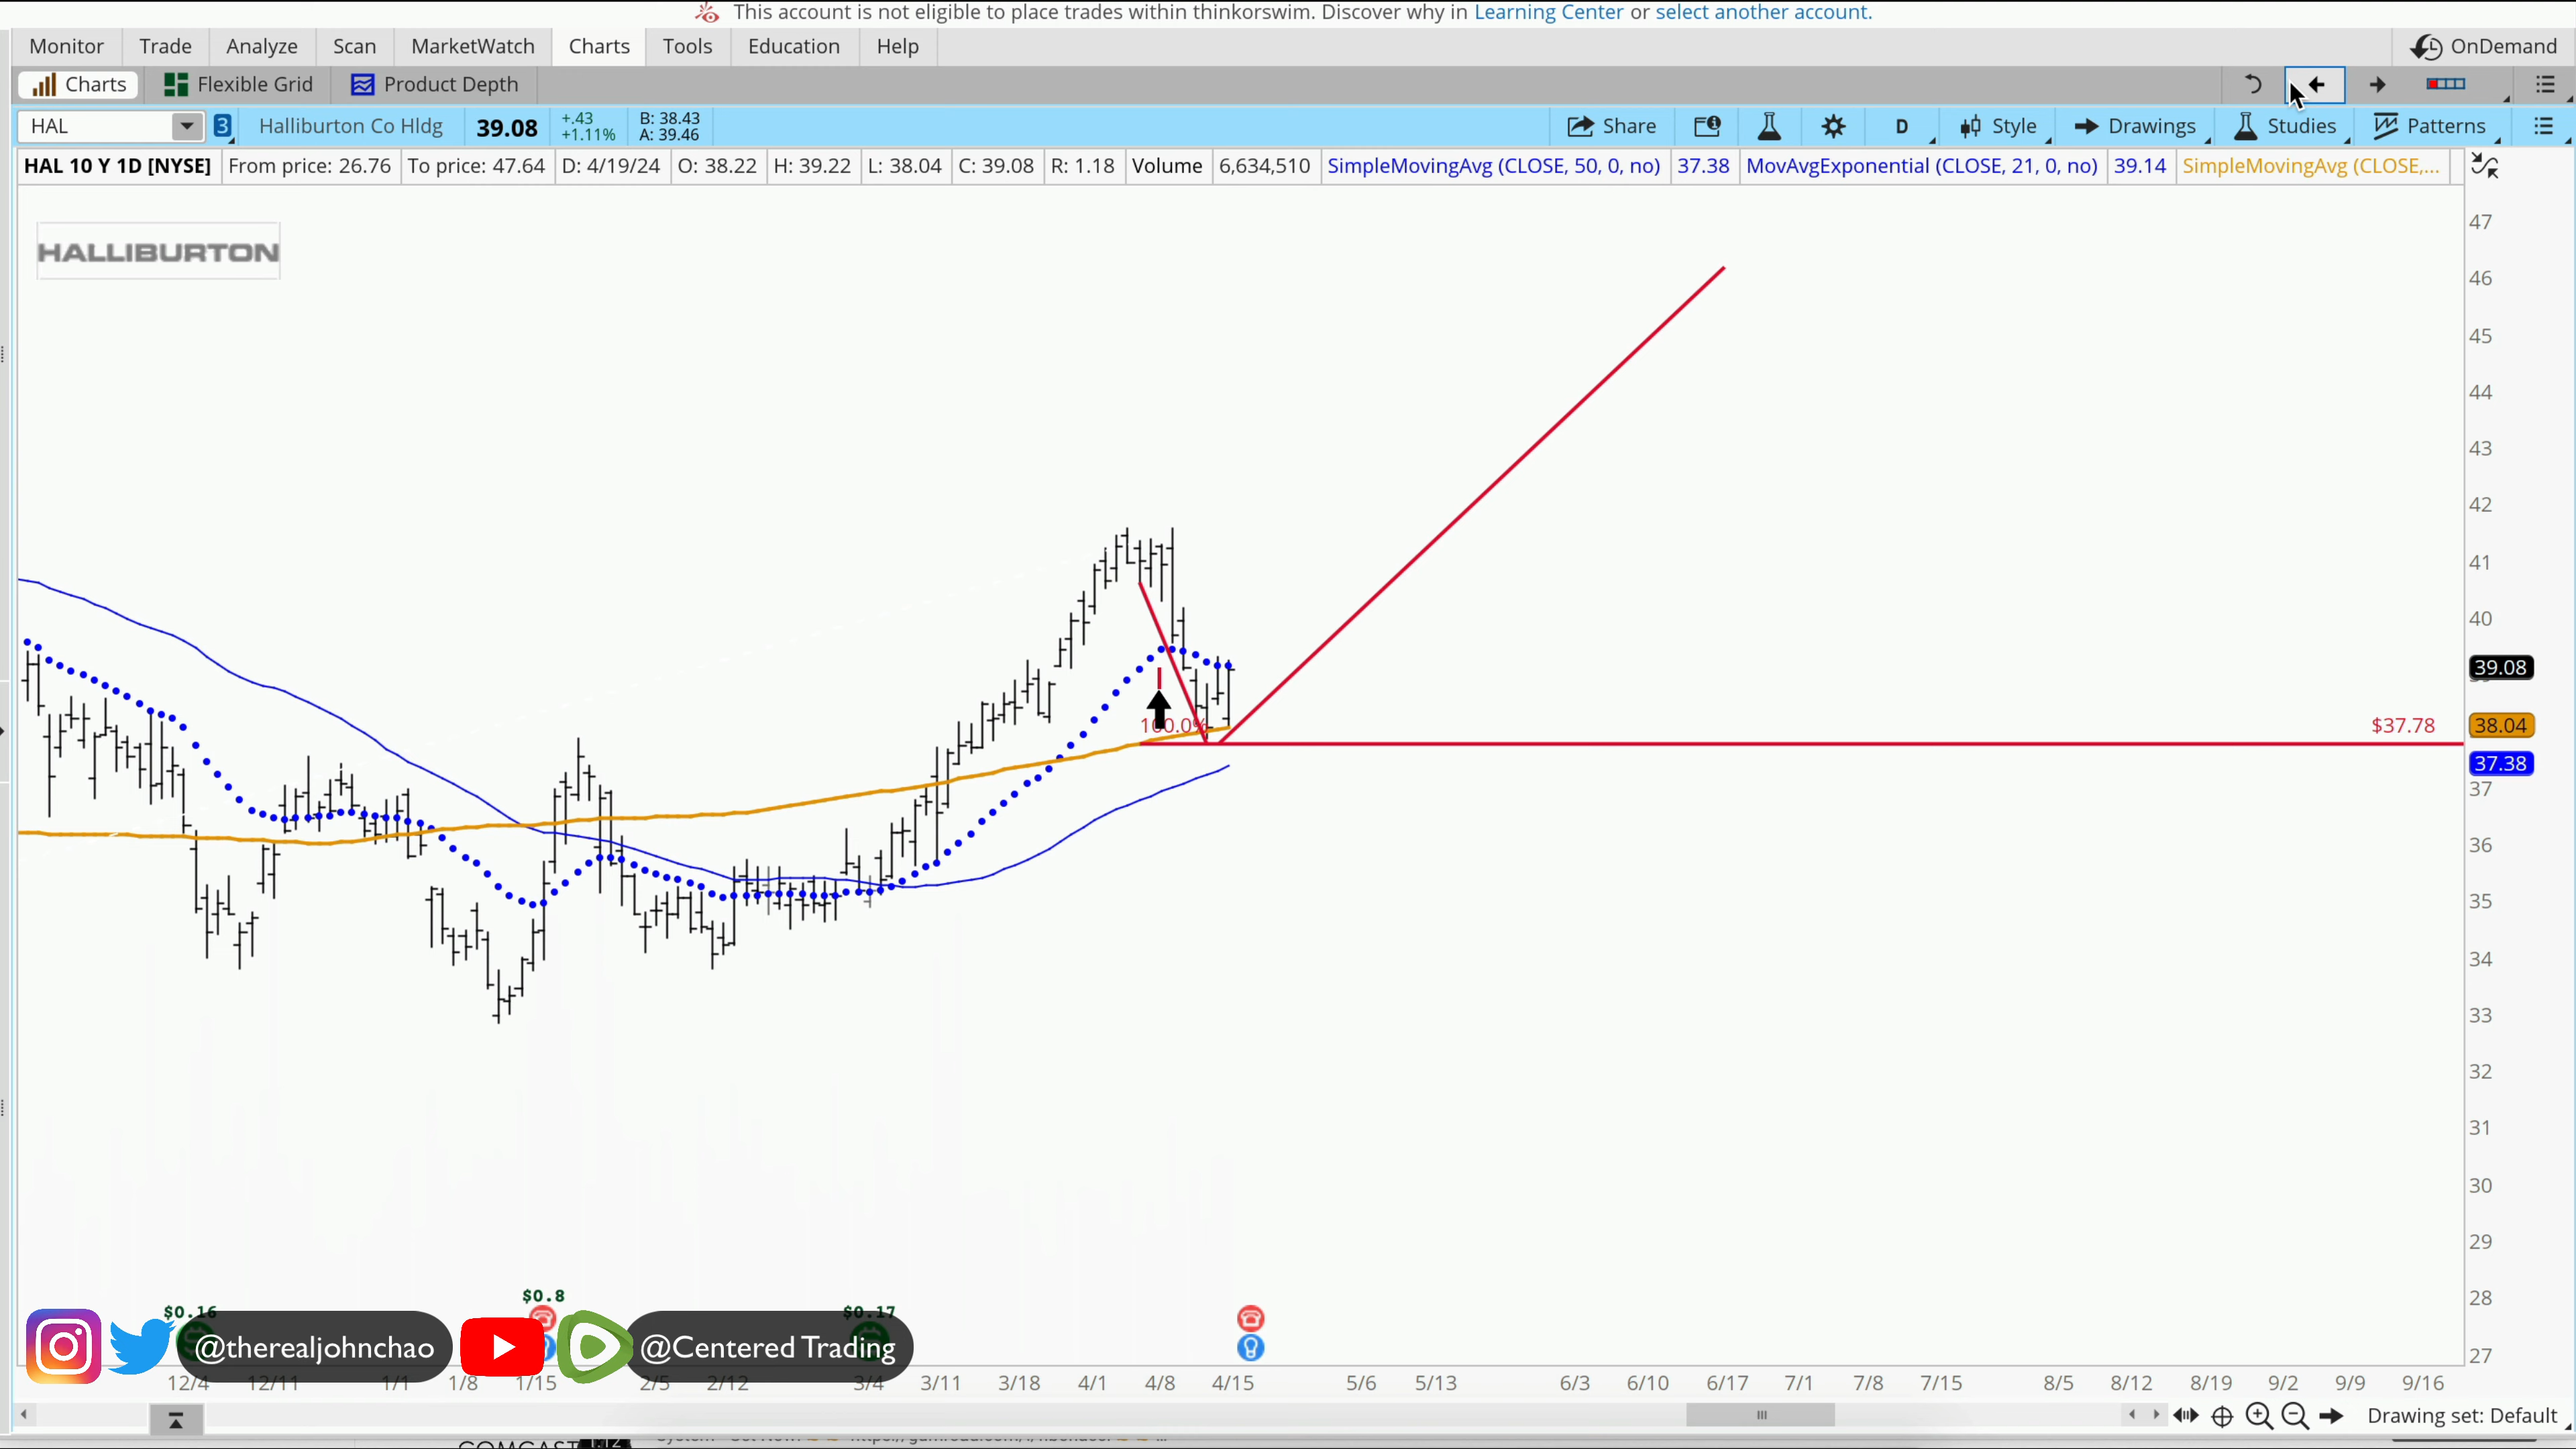 This account is not eligible to place trades within thinkorswim. Discover why in Learning Center or select another account.
Monitor Trade Analyze Scan MarketWatch Charts Tools Education Help OnDemand
Charts Flexible Grid Product Depth
HAL 3 Halliburton Co Hldg 39.08 +.43 B: 38.43 Share D Style Drawings Studies Patterns
+1.11% A: 39.46
HAL 10 Y 1D [NYSE] From price: 26.76 To price: 47.64 D: 4/19/24 O: 38.22 H: 39.22 L: 38.04 C: 39.08 R: 1.18 Volume 6,634,510 SimpleMovingAvg (CLOSE, 50, 0, no) 37.38 MovAvgExponential (CLOSE, 21, 0, no) 39.14 SimpleMovingAvg (CLOSE,...
47
HALLIBURTON
46
45
44
43
42
41
40
39.08
100.0% $37.78 38.04
37.38
37
36
35
34
33
32
31
30
29
$0.8 28
$0.16 $0.17
@therealjohnchao @Centered Trading
27
12/4 12/11 1/1 1/8 1/15 2/5 2/12 3/4 3/11 3/18 4/1 4/8 4/15 5/6 5/13 6/3 6/10 6/17 7/1 7/8 7/15 8/5 8/12 8/19 9/2 9/9 9/16
Drawing set: Default